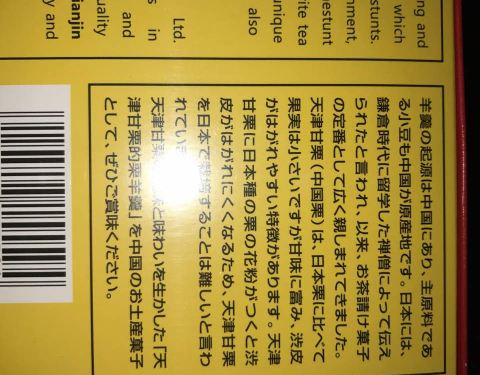 ng and
which
estunts.
nment,
hestunt
ite tea
unique
also
Ltd.
s in
and
uality
ianjin
y and
羊羹の起源は中国にあり、主原料であ
る小豆も中国が原産地です。日本には、
鎌倉時代に留学した禅僧によって伝え
られたと言われ、以来、お茶請け菓子
の定番として広く親しまれてきました。
天津甘栗（中国栗）は、日本栗に比べて
果実は小さいですが甘味に富み、渋皮
がはがれやすい特徴があります。天津
甘栗に日本種の栗の花粉がつくと渋
皮がはがれにくくなるため、天津甘栗
を日本で栽培することは難しいと言わ
れてい
天津甘栗 と味わいを生かした「天
津甘栗的栗羊羹」を中国のお土産菓子
として、ぜひご賞味ください。